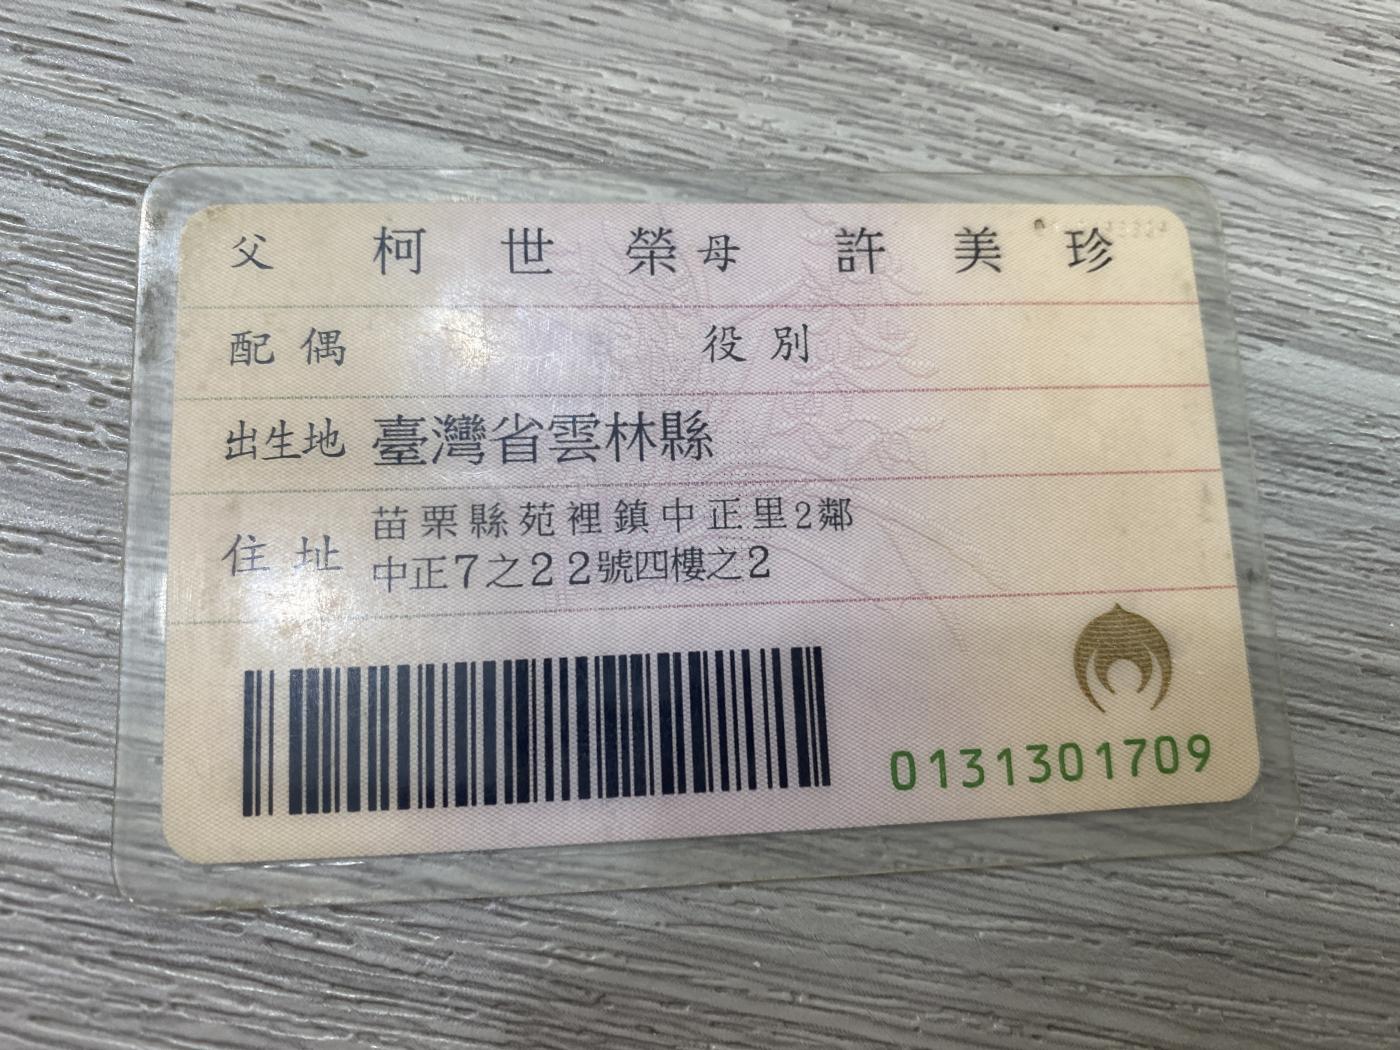 父 柯世榮 母 許美珍
配偶 役別
出生地 臺灣省雲林縣
住址 苗栗縣苑裡鎮中正里2鄰
中正7之22號四樓之2
0131301709